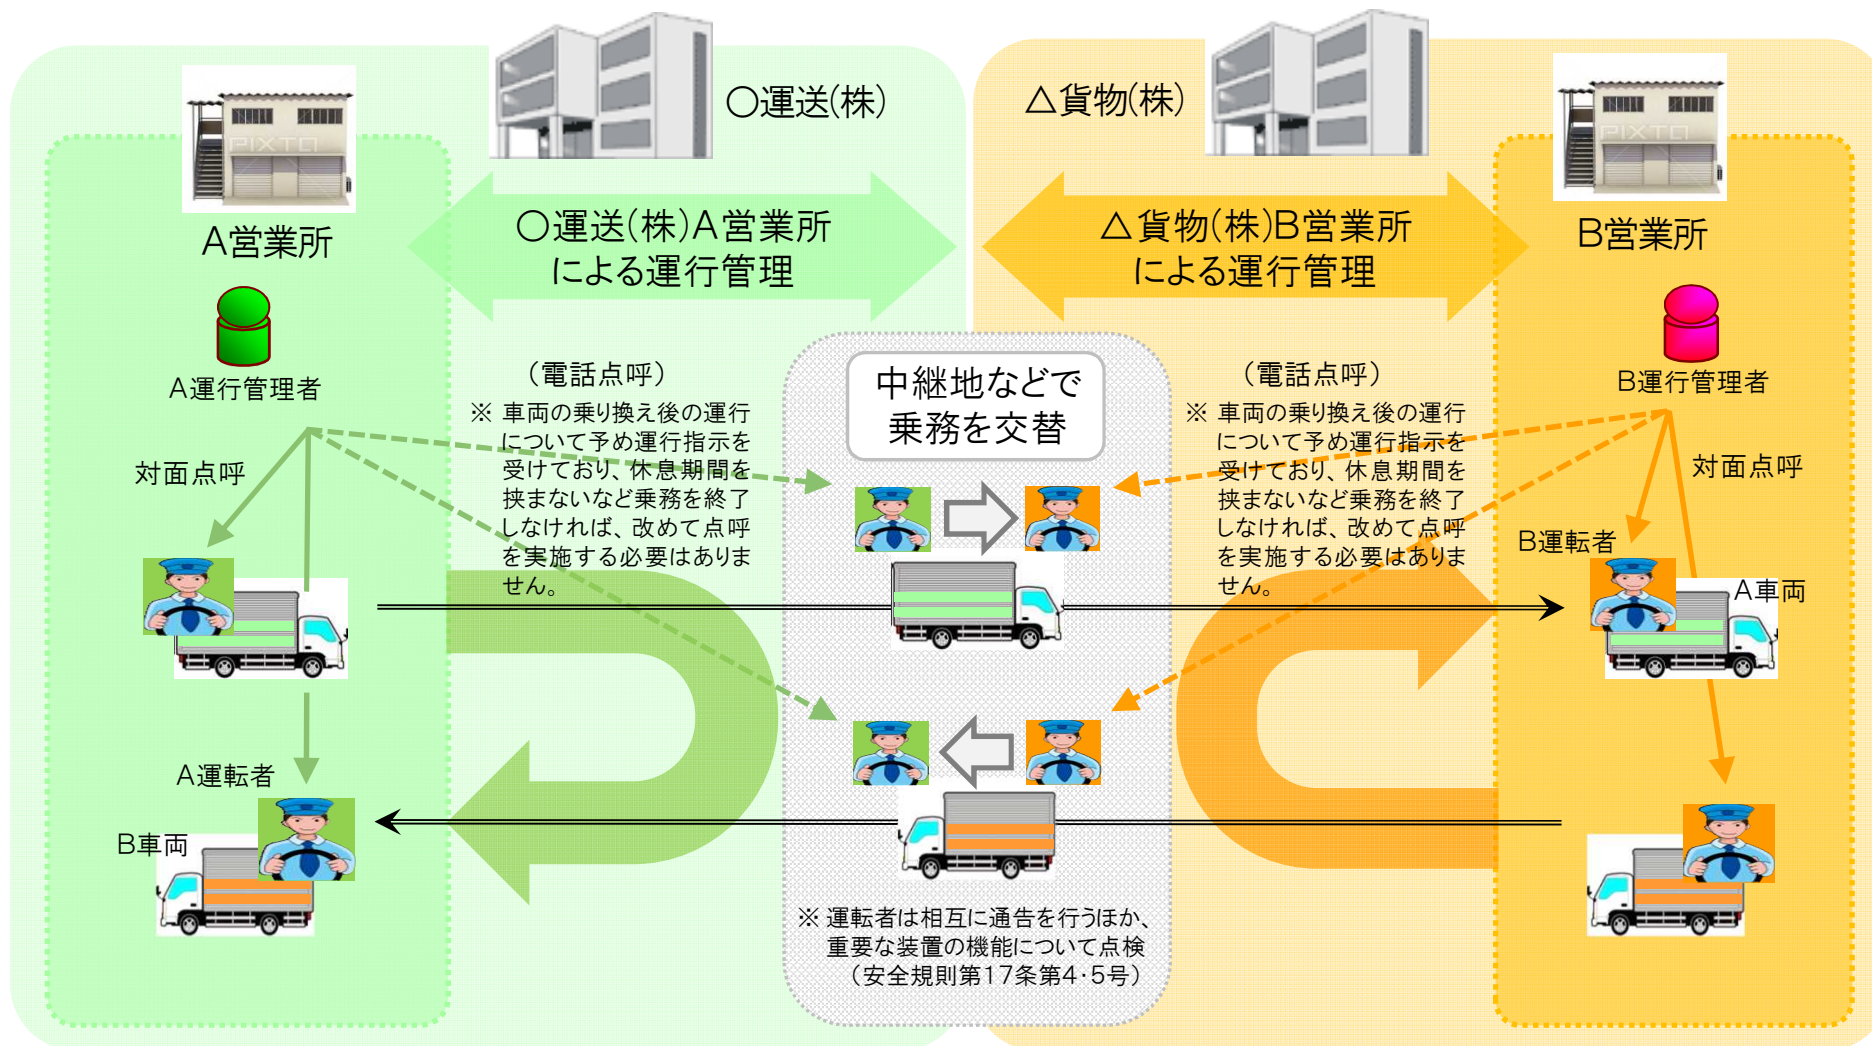 〇運送(株)
△貨物(株)
PIXTA
PIXTA
A営業所
〇運送(株)A営業所
による運行管理
△貨物(株)B営業所
による運行管理
B営業所
A運行管理者
対面点呼
(電話点呼)
※ 車両の乗り換え後の運行
について予め運行指示を
受けており、休息期間を
挟まないなど乗務を終了
しなければ、改めて点呼
を実施する必要はありま
せん。
中継地などで
乗務を交替
(電話点呼)
※ 車両の乗り換え後の運行
について予め運行指示を
受けており、休息期間を
挟まないなど乗務を終了
しなければ、改めて点呼
を実施する必要はありま
せん。
B運行管理者
対面点呼
B運転者
A車両
A運転者
B車両
※ 運転者は相互に通告を行うほか、
重要な装置の機能について点検
(安全規則第17条第4・5号)